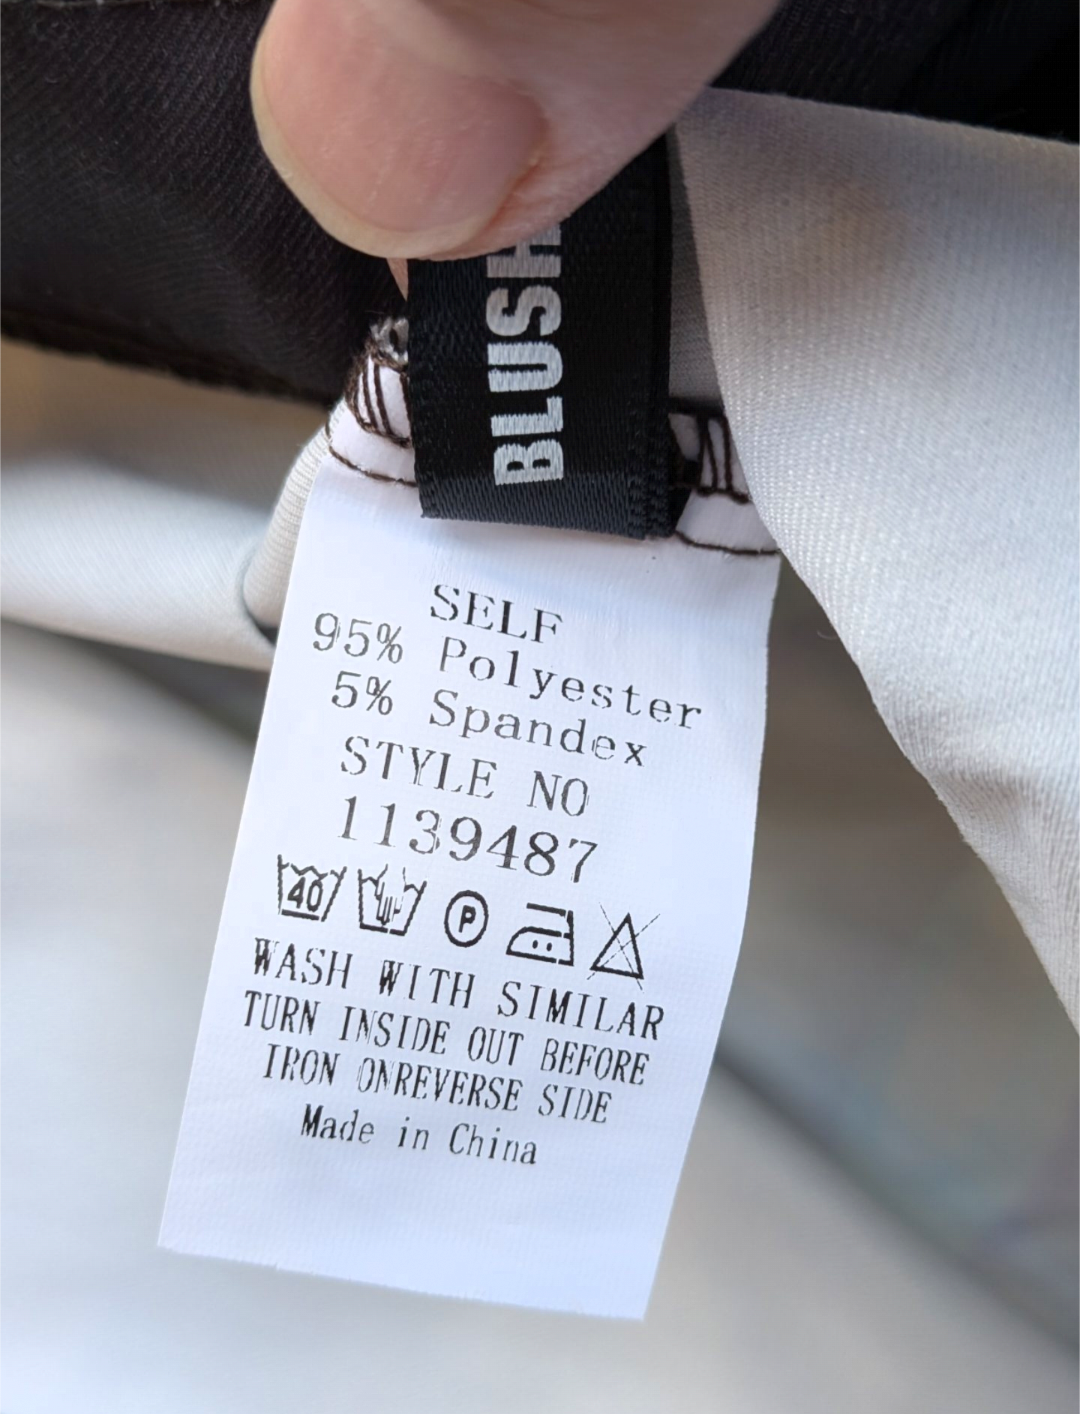 BLUSH
SELF
95% Polyester
5% Spandex
STYLE NO
1139487
40 P
WASH WITH SIMILAR
TURN INSIDE OUT BEFORE
IRON ONREVERSE SIDE
Made in China